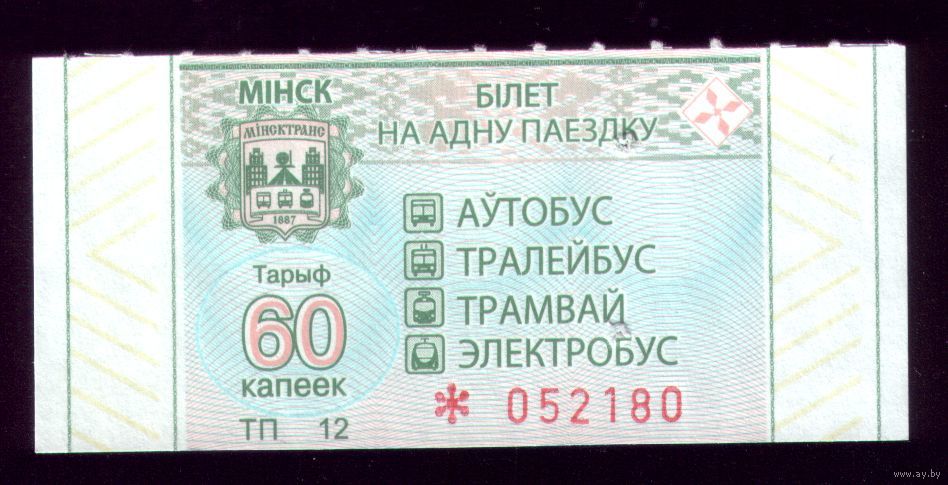 МІНСК
БІЛЕТ
НА АДНУ ПАЕЗДКУ
МІНСКТРАНС
1887
АЎТОБУС
ТРАЛЕЙБУС
ТРАМВАЙ
ЭЛЕКТРОБУС
Тарыф
60
капеек
ТП 12
* 052180
www.ay.by